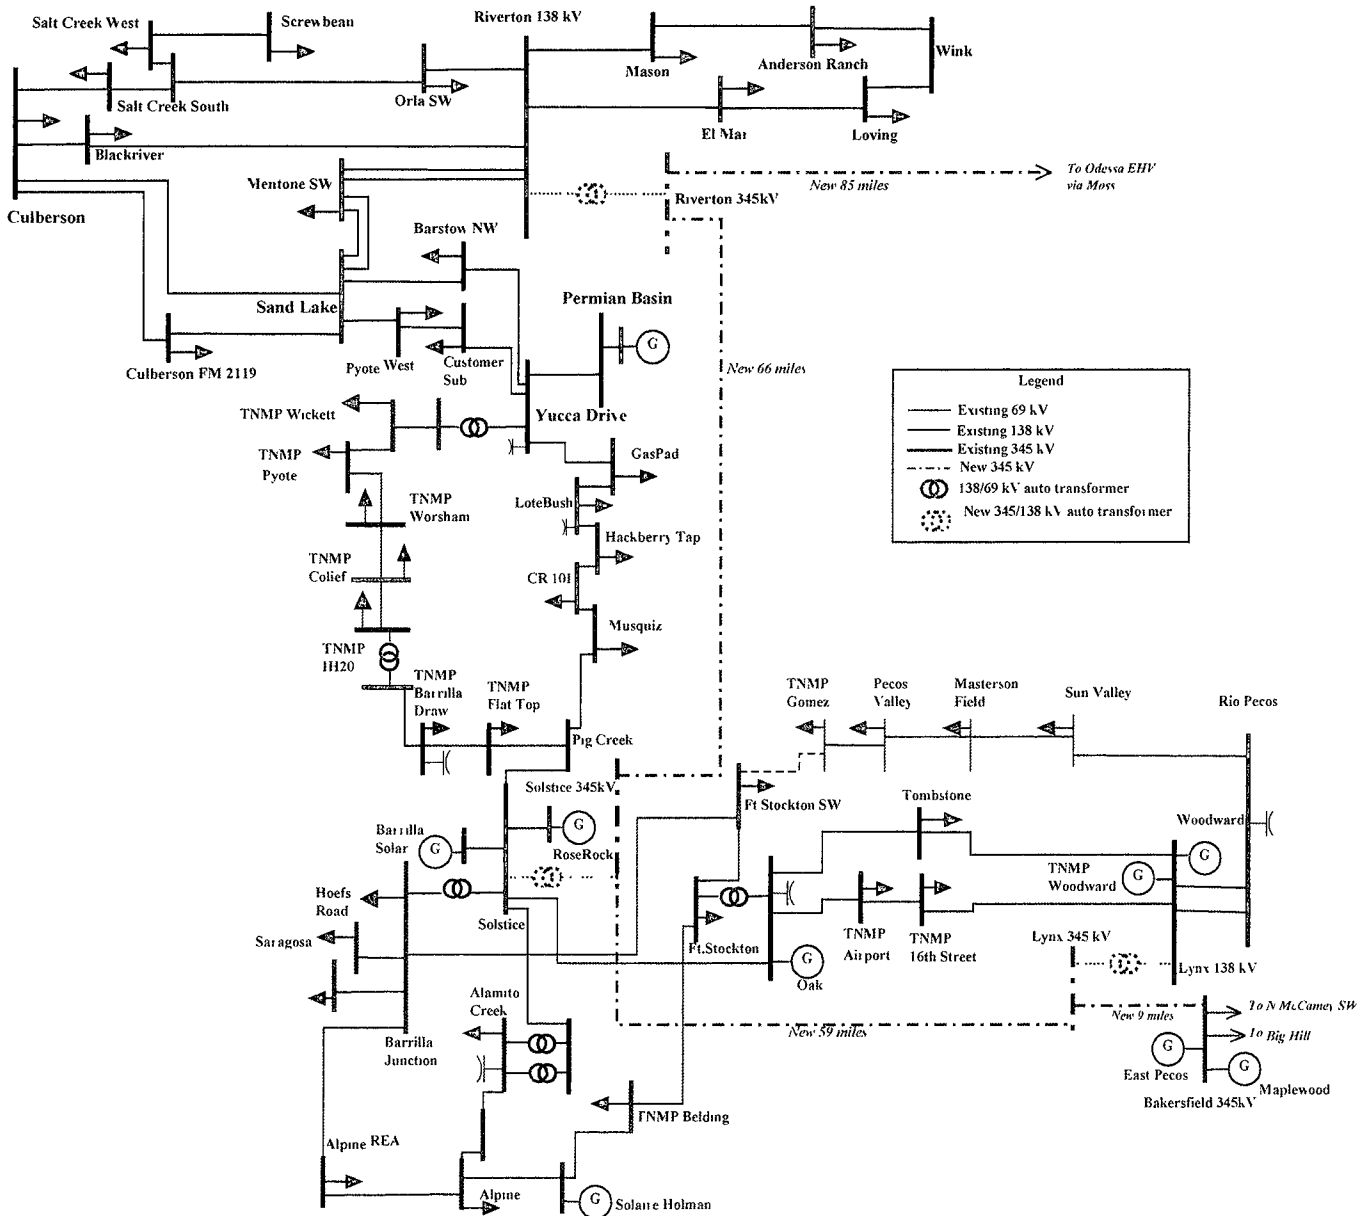 Salt Creek West
Screwbean
Riverton 138 kV
Mason
Anderson Ranch
Wink
Salt Creek South
Orla SW
El Mar
Loving
Blackriver
Mentone SW
Riverton 345kV
New 85 miles
To Odessa EHV
via Moss
Culberson
Barstow NW
Sand Lake
Permian Basin
G
Culberson FM 2119
Pyote West
Customer
Sub
New 66 miles
Yucca Drive
Legend
Existing 69 kV
Existing 138 kV
Existing 345 kV
New 345 kV
138/69 kV auto transformer
New 345/138 kV auto transformer
TNMP Wickett
TNMP
Pyote
GasPad
TNMP
Worsham
LoteBush
Hackberry Tap
TNMP
Colief
CR 101
Musquiz
TNMP
IH20
TNMP
Barrilla
Draw
TNMP
Flat Top
Pig Creek
TNMP
Gomez
Pecos
Valley
Masterson
Field
Sun Valley
Rio Pecos
Solstice 345kV
Ft Stockton SW
Tombstone
Woodward
Barrilla
Solar
G
G
RoseRock
G
TNMP
Woodward
G
Hoefs
Road
Solstice
Saragosa
Ft.Stockton
TNMP
Airport
TNMP
16th Street
Lynx 345 kV
G
Oak
Lynx 138 kV
Alamito
Creek
Barrilla
Junction
New 59 miles
New 9 miles
To N McCamey SW
To Big Hill
G
East Pecos
G
Maplewood
Bakersfield 345kV
TNMP Belding
Alpine REA
Alpine
G
Solaire Holman